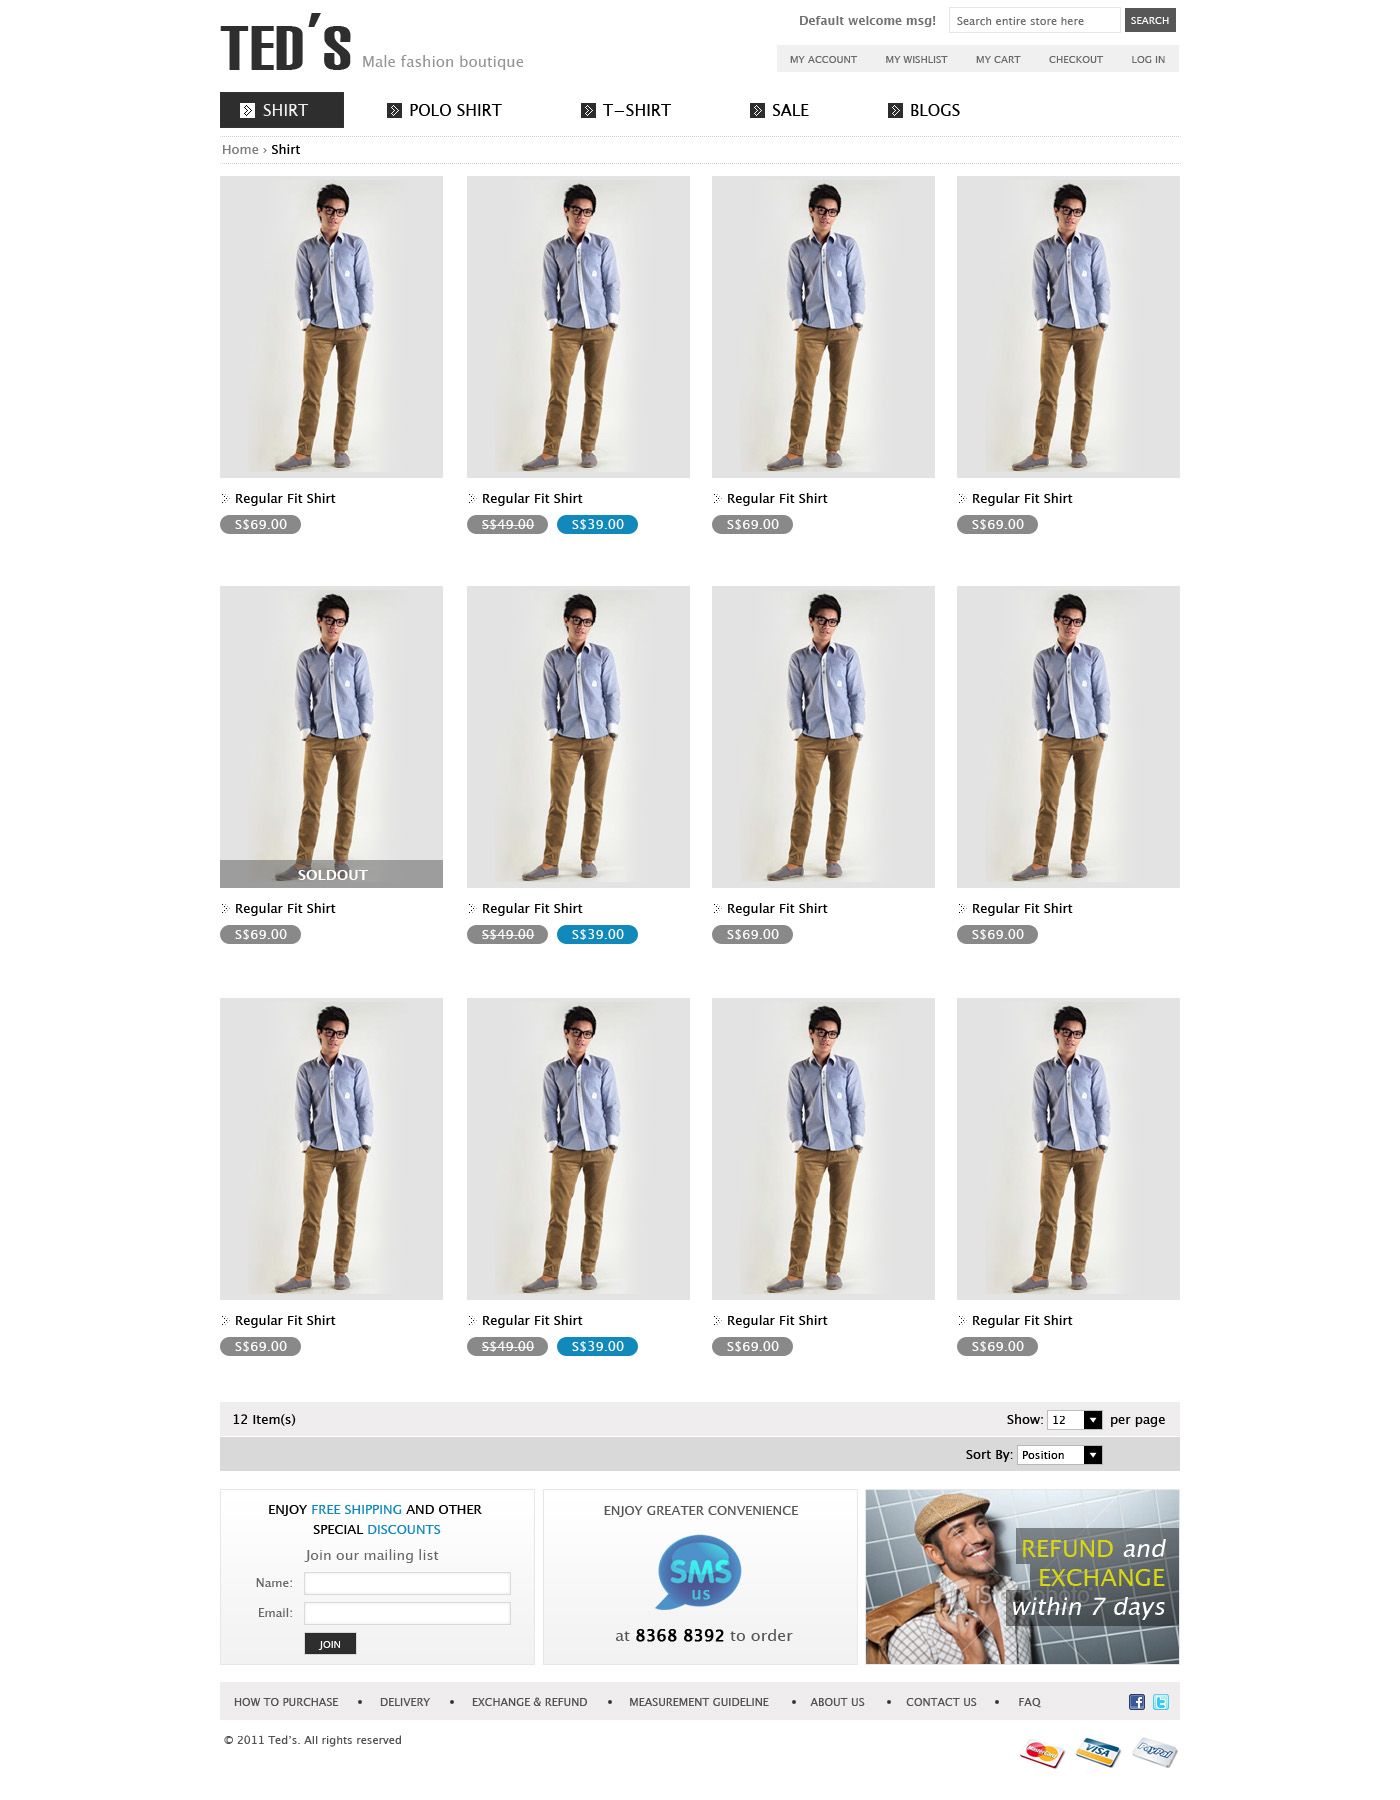 TED'S Male fashion boutique
Default welcome msg! Search entire store here SEARCH
MY ACCOUNT MY WISHLIST MY CART CHECKOUT LOG IN
SHIRT POLO SHIRT T-SHIRT SALE BLOGS
Home › Shirt
Regular Fit Shirt Regular Fit Shirt Regular Fit Shirt Regular Fit Shirt
S$69.00 S$49.00 S$39.00 S$69.00 S$69.00
SOLDOUT
Regular Fit Shirt Regular Fit Shirt Regular Fit Shirt Regular Fit Shirt
S$69.00 S$49.00 S$39.00 S$69.00 S$69.00
Regular Fit Shirt Regular Fit Shirt Regular Fit Shirt Regular Fit Shirt
S$69.00 S$49.00 S$39.00 S$69.00 S$69.00
12 Item(s) Show: 12 per page
Sort By: Position
ENJOY FREE SHIPPING AND OTHER
SPECIAL DISCOUNTS
Join our mailing list
Name:
Email:
JOIN
ENJOY GREATER CONVENIENCE
SMS
us
at 8368 8392 to order
REFUND and
EXCHANGE
iStockphoto
within 7 days
HOW TO PURCHASE • DELIVERY • EXCHANGE & REFUND • MEASUREMENT GUIDELINE • ABOUT US • CONTACT US • FAQ f t
© 2011 Ted's. All rights reserved
MasterCard VISA PayPal